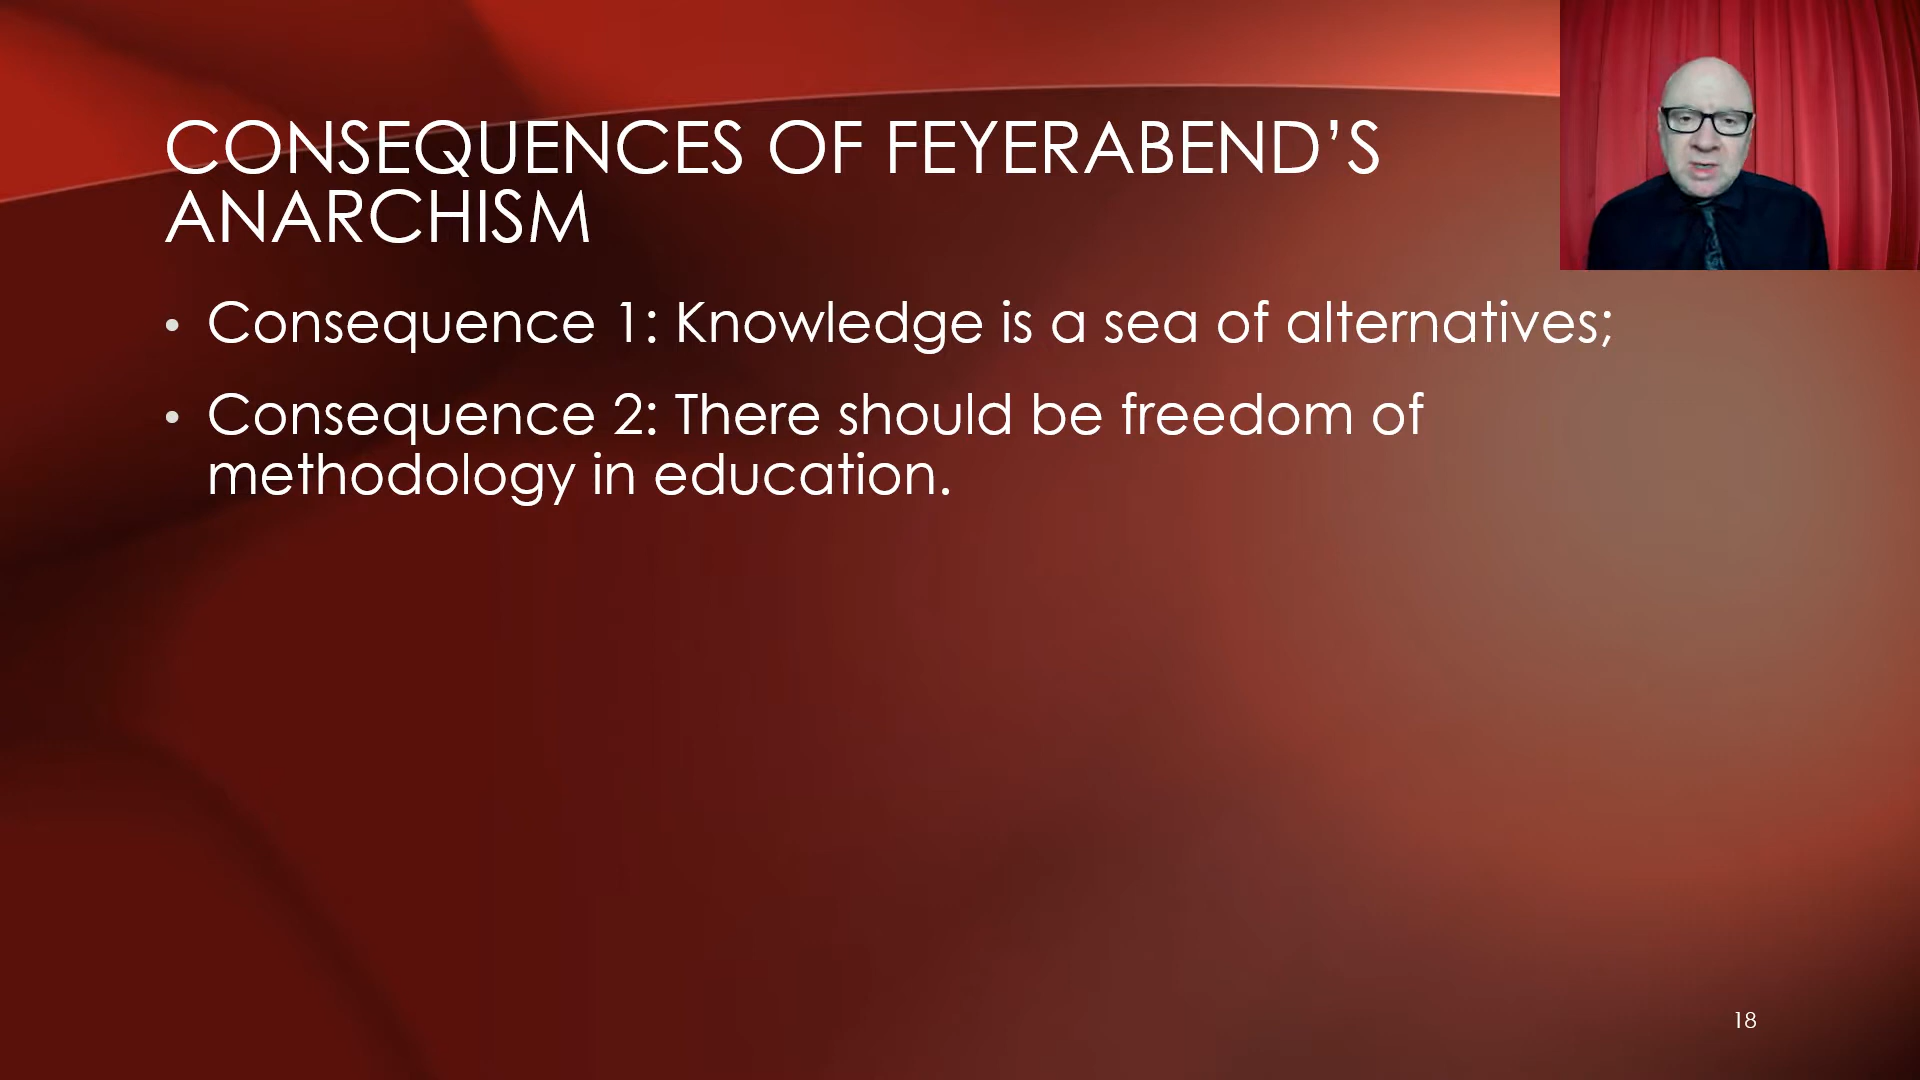 CONSEQUENCES OF FEYERABEND’S
ANARCHISM
• Consequence 1: Knowledge is a sea of alternatives;
• Consequence 2: There should be freedom of
methodology in education.
18